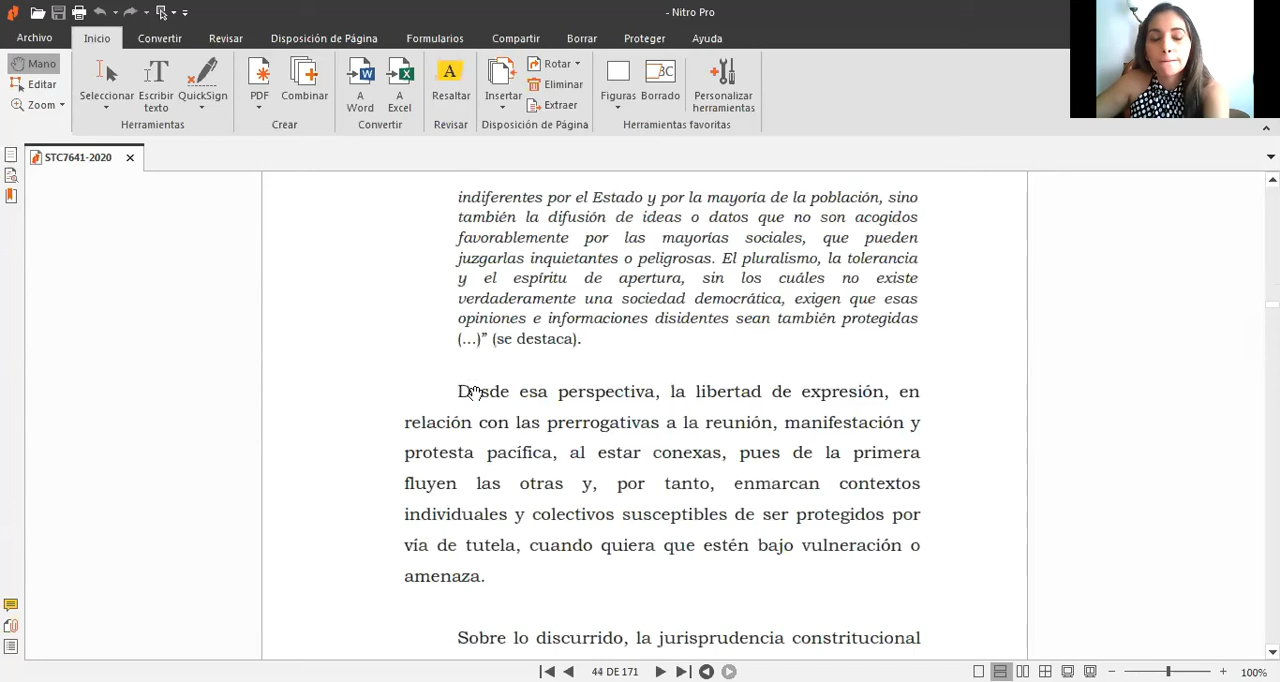 - Nitro Pro
Archivo
Inicio
Convertir
Revisar
Disposición de Página
Formularios
Compartir
Borrar
Proteger
Ayuda
Mano
Editar
Zoom
Seleccionar
Escribir texto
QuickSign
Herramientas
PDF
Combinar
Crear
A Word
A Excel
Convertir
Resaltar
Revisar
Insertar
Rotar
Eliminar
Extraer
Disposición de Página
Figuras
Borrado
Personalizar herramientas
Herramientas favoritas
STC7641-2020
indiferentes por el Estado y por la mayoría de la población, sino
también la difusión de ideas o datos que no son acogidos
favorablemente por las mayorías sociales, que pueden
juzgarlas inquietantes o peligrosas. El pluralismo, la tolerancia
y el espíritu de apertura, sin los cuáles no existe
verdaderamente una sociedad democrática, exigen que esas
opiniones e informaciones disidentes sean también protegidas
(...)” (se destaca).
Desde esa perspectiva, la libertad de expresión, en
relación con las prerrogativas a la reunión, manifestación y
protesta pacífica, al estar conexas, pues de la primera
fluyen las otras y, por tanto, enmarcan contextos
individuales y colectivos susceptibles de ser protegidos por
vía de tutela, cuando quiera que estén bajo vulneración o
amenaza.
Sobre lo discurrido, la jurisprudencia constritucional
44 DE 171
100%